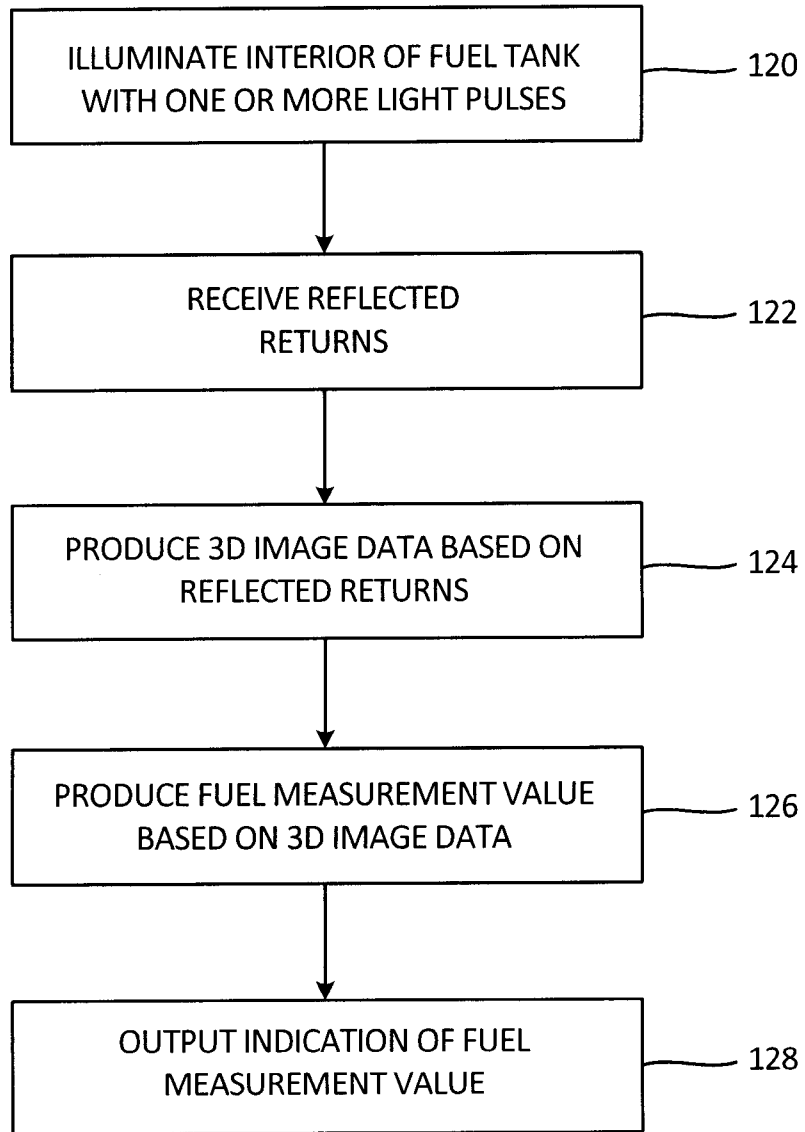 ILLUMINATE INTERIOR OF FUEL TANK
WITH ONE OR MORE LIGHT PULSES
120
RECEIVE REFLECTED
RETURNS
122
PRODUCE 3D IMAGE DATA BASED ON
REFLECTED RETURNS
124
PRODUCE FUEL MEASUREMENT VALUE
BASED ON 3D IMAGE DATA
126
OUTPUT INDICATION OF FUEL
MEASUREMENT VALUE
128